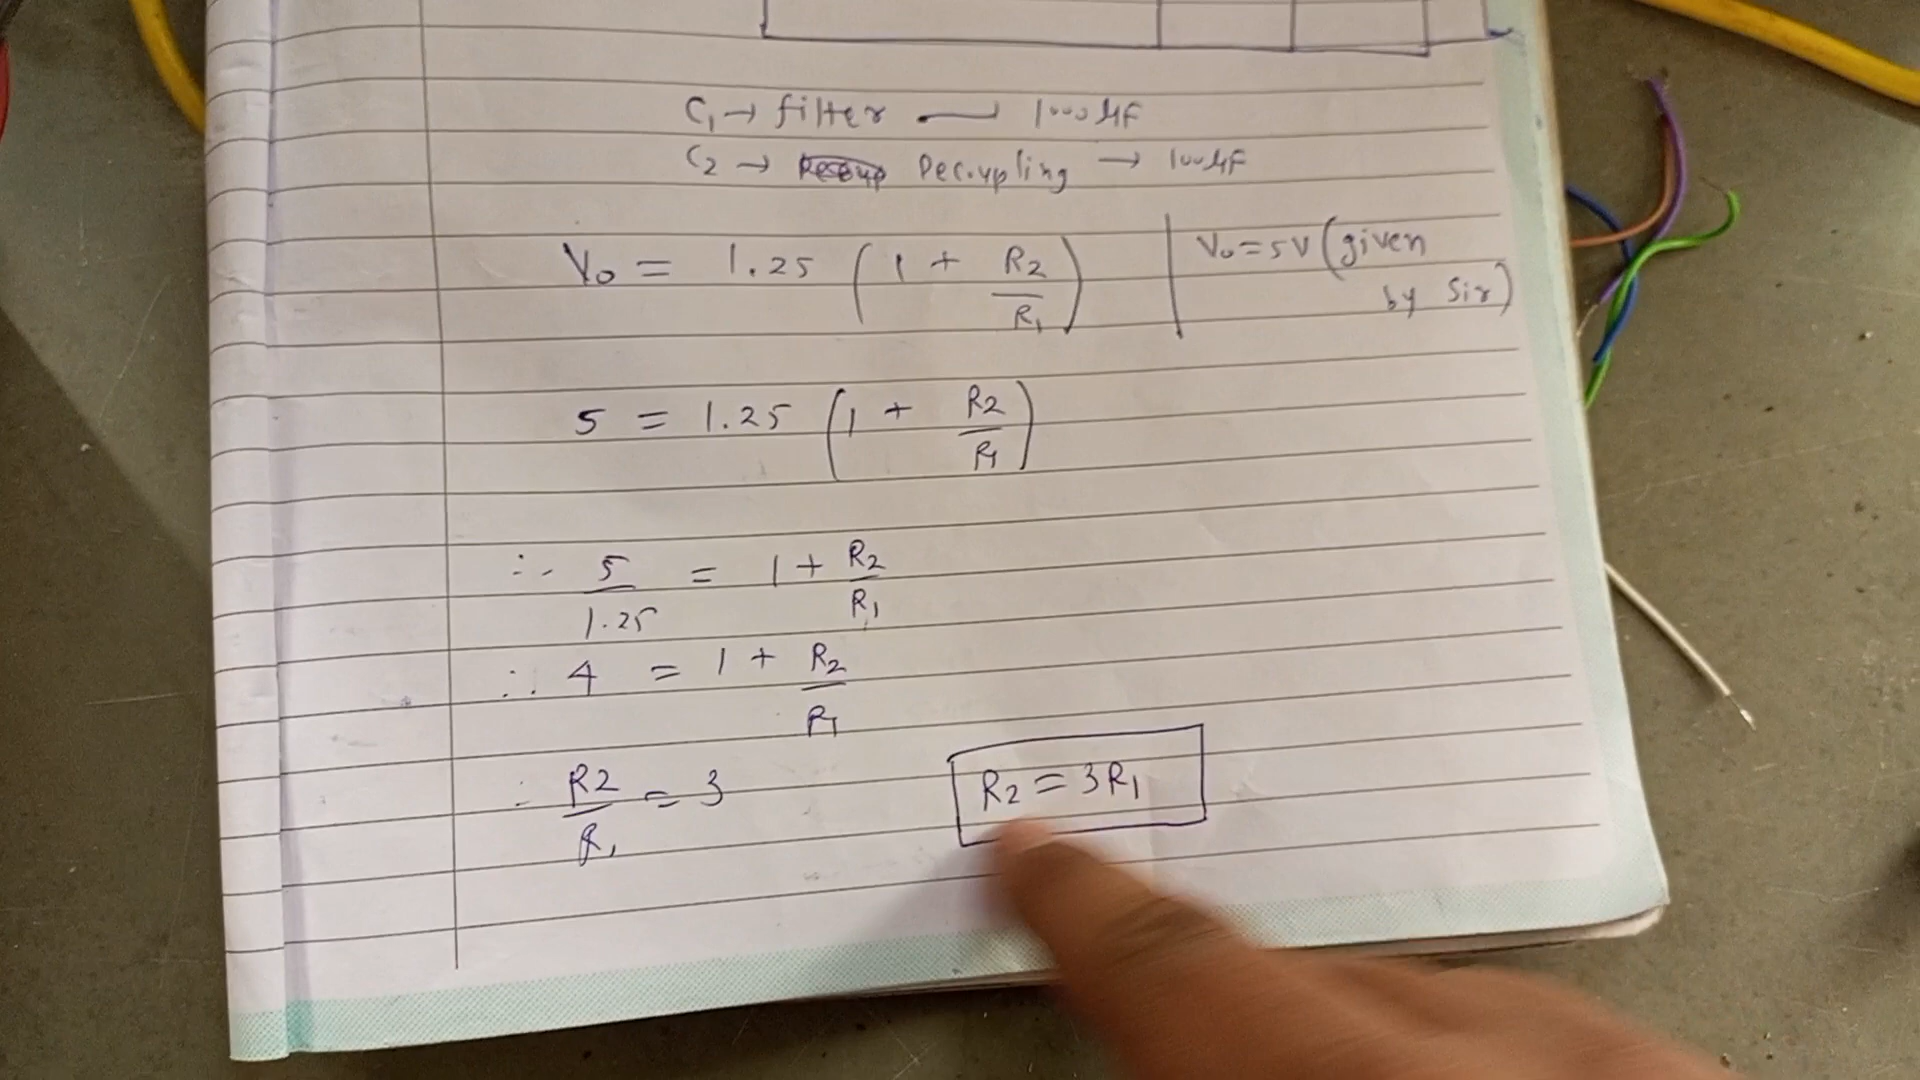 C₁ → filter — 1000 µF
C₂ → Decoupling → 100 µF
V₀ = 1.25 ( 1 + R2/R₁ ) | V₀ = 5V (given by Sir)
5 = 1.25 ( 1 + R2/R1 )
∴ 5/1.25 = 1 + R2/R₁
∴ 4 = 1 + R2/R1
∴ R2/R₁ = 3
R2 = 3R₁